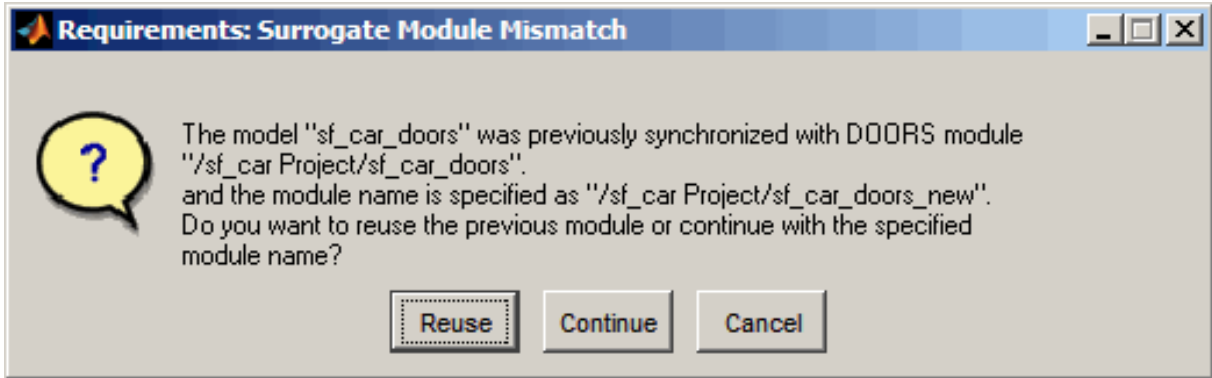 Requirements: Surrogate Module Mismatch
?
The model "sf_car_doors" was previously synchronized with DOORS module
"/sf_car Project/sf_car_doors".
and the module name is specified as "/sf_car Project/sf_car_doors_new".
Do you want to reuse the previous module or continue with the specified
module name?
Reuse Continue Cancel